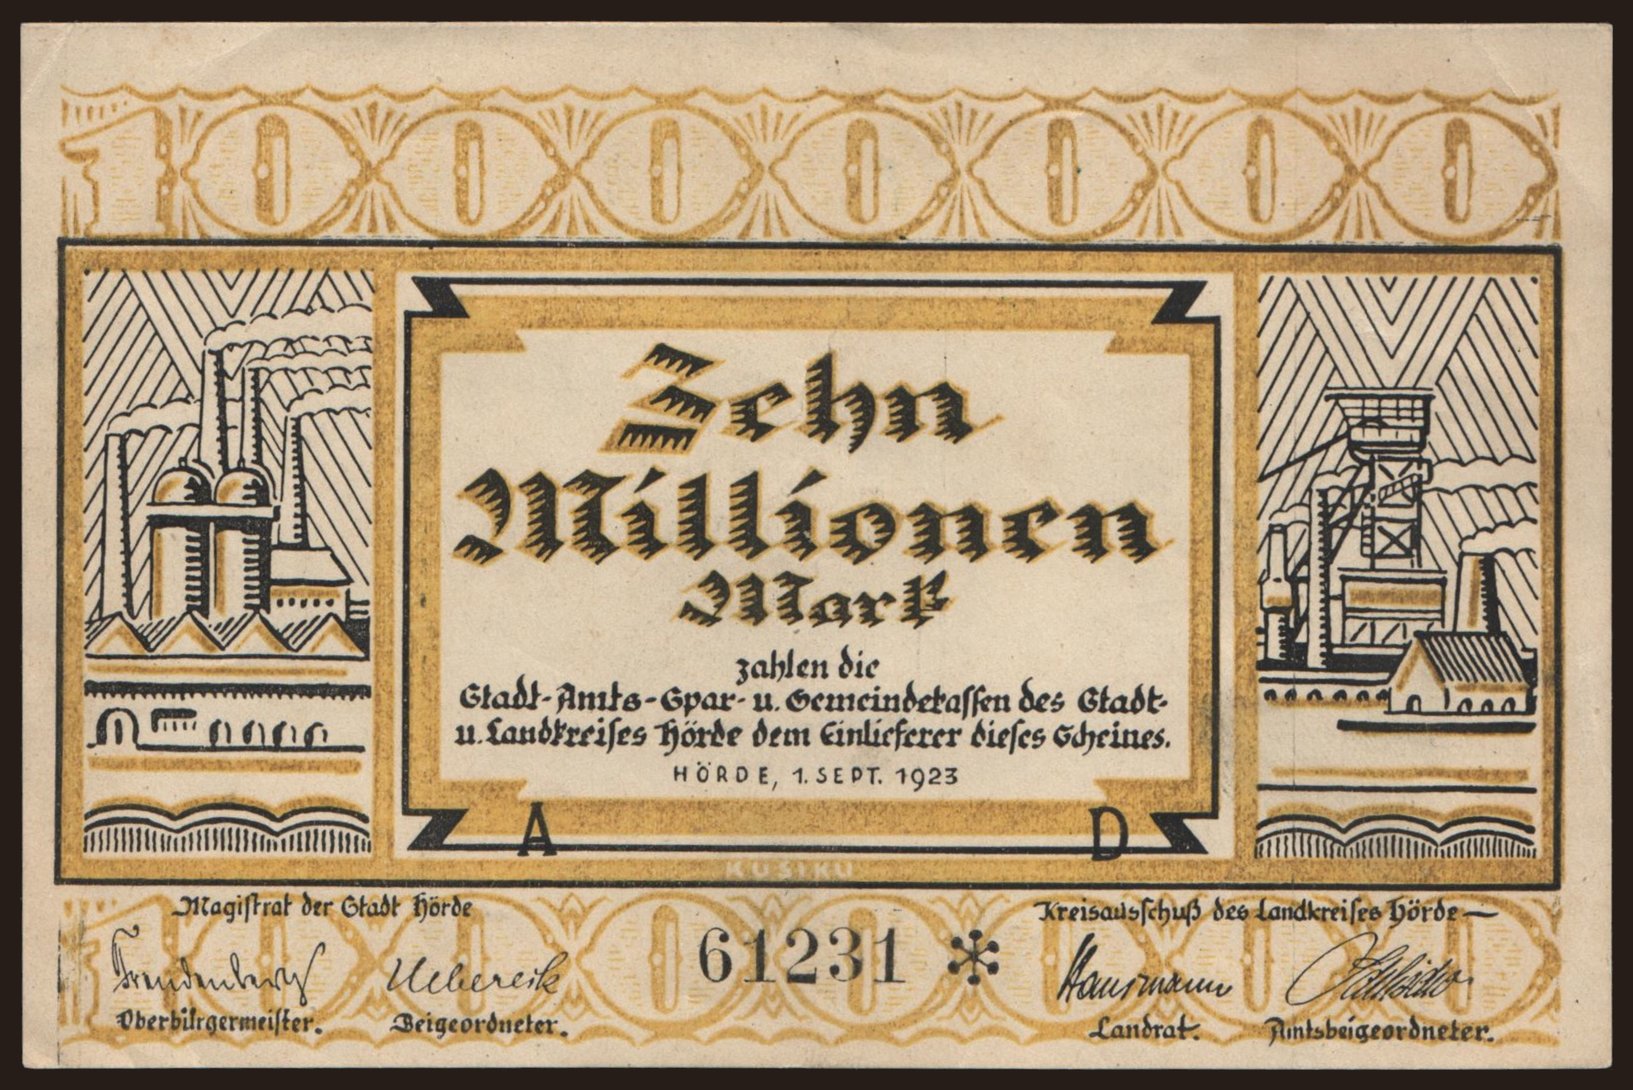 10000000
Zehn
Millionen
Mark
zahlen die
Stadt-Amts-Spar- u. Gemeindekassen des Stadt-
u. Landkreises Hörde dem Einlieferer dieses Scheines.
HÖRDE, 1. SEPT. 1923
A D
KUSIKU
Magistrat der Stadt Hörde
Kreisausschuß des Landkreises Hörde —
61231 *
Hansmann
Oberbürgermeister. Beigeordneter.
Landrat. Amtsbeigeordneter.